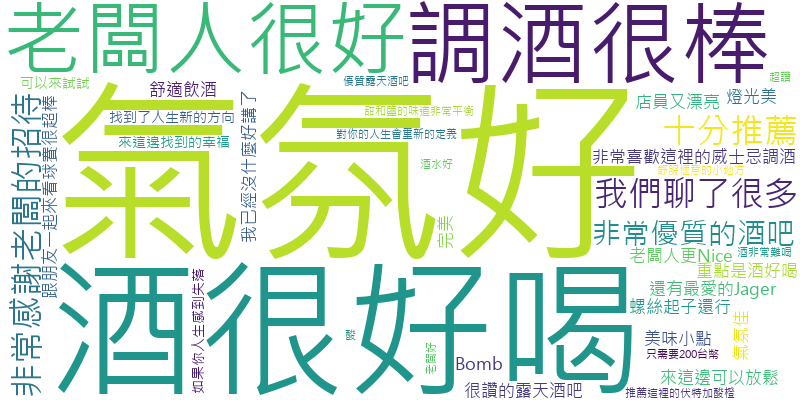 老闆人很好
調酒很棒
可以來試試
舒適飲酒
優質露天酒吧
超讚
店員又漂亮
燈光美
找到了人生新的方向
甜和鹽的味道非常平衡
十分推薦
來這邊找到的幸福
對你的人生會重新的定義
氣氛好
非常喜歡這裡的威士忌調酒
酒水好
我們聊了很多
非常感謝老闆的招待
跟朋友一起來看球賽很超棒
我已經沒什麼好講了
完美
非常優質的酒吧
老闆人更Nice
酒非常難喝
重點是酒好喝
酒很好喝
還有最愛的Jager
螺絲起子還行
氣氛佳
如果你人生感到失落
酸
老闆好
美味小點
只需要200台幣
Bomb
來這邊可以放鬆
很讚的露天酒吧
推薦這裡的伏特加酸橙